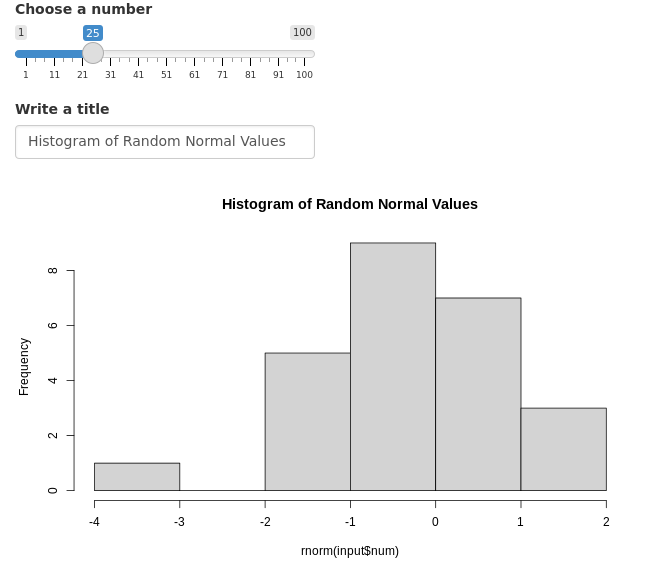 Choose a number
1 25 100
1 11 21 31 41 51 61 71 81 91 100
Write a title
Histogram of Random Normal Values
Histogram of Random Normal Values
8
6
4
2
0
Frequency
-4 -3 -2 -1 0 1 2
rnorm(input$num)